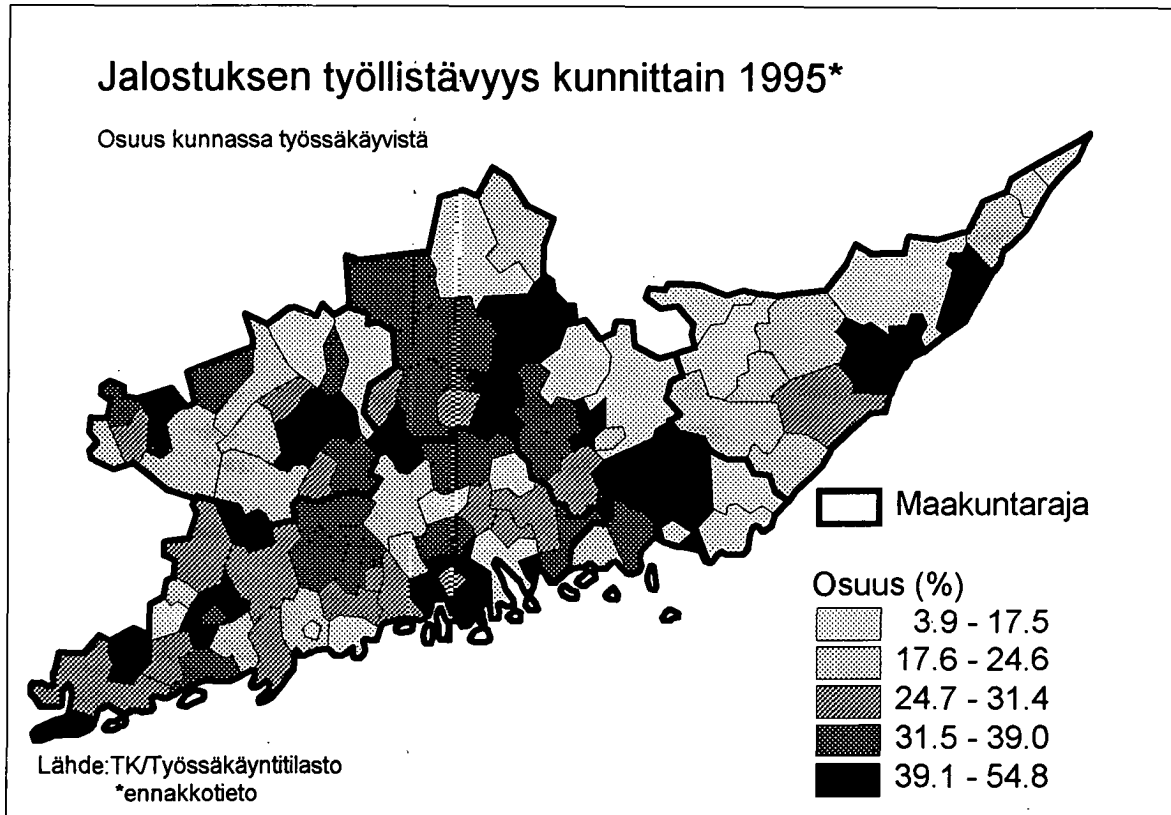 Jalostuksen työllistävyys kunnittain 1995*
Osuus kunnassa työssäkäyvistä
Maakuntaraja
Osuus (%)
3.9 - 17.5
17.6 - 24.6
24.7 - 31.4
31.5 - 39.0
39.1 - 54.8
Lähde:TK/Työssäkäyntitilasto
*ennakkotieto